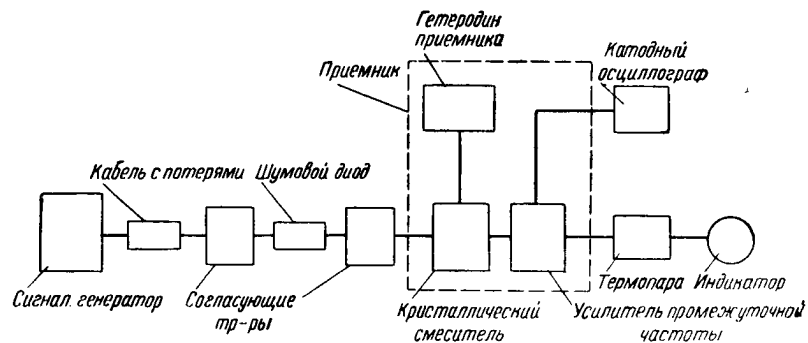 Гетеродин
приемника
Катодный
осциллограф
Приемник
Кабель с потерями
Шумовой диод
Сигнал. генератор
Согласующие
тр-ры
Кристаллический
смеситель
Усилитель промежуточной
частоты
Термопара
Индикатор